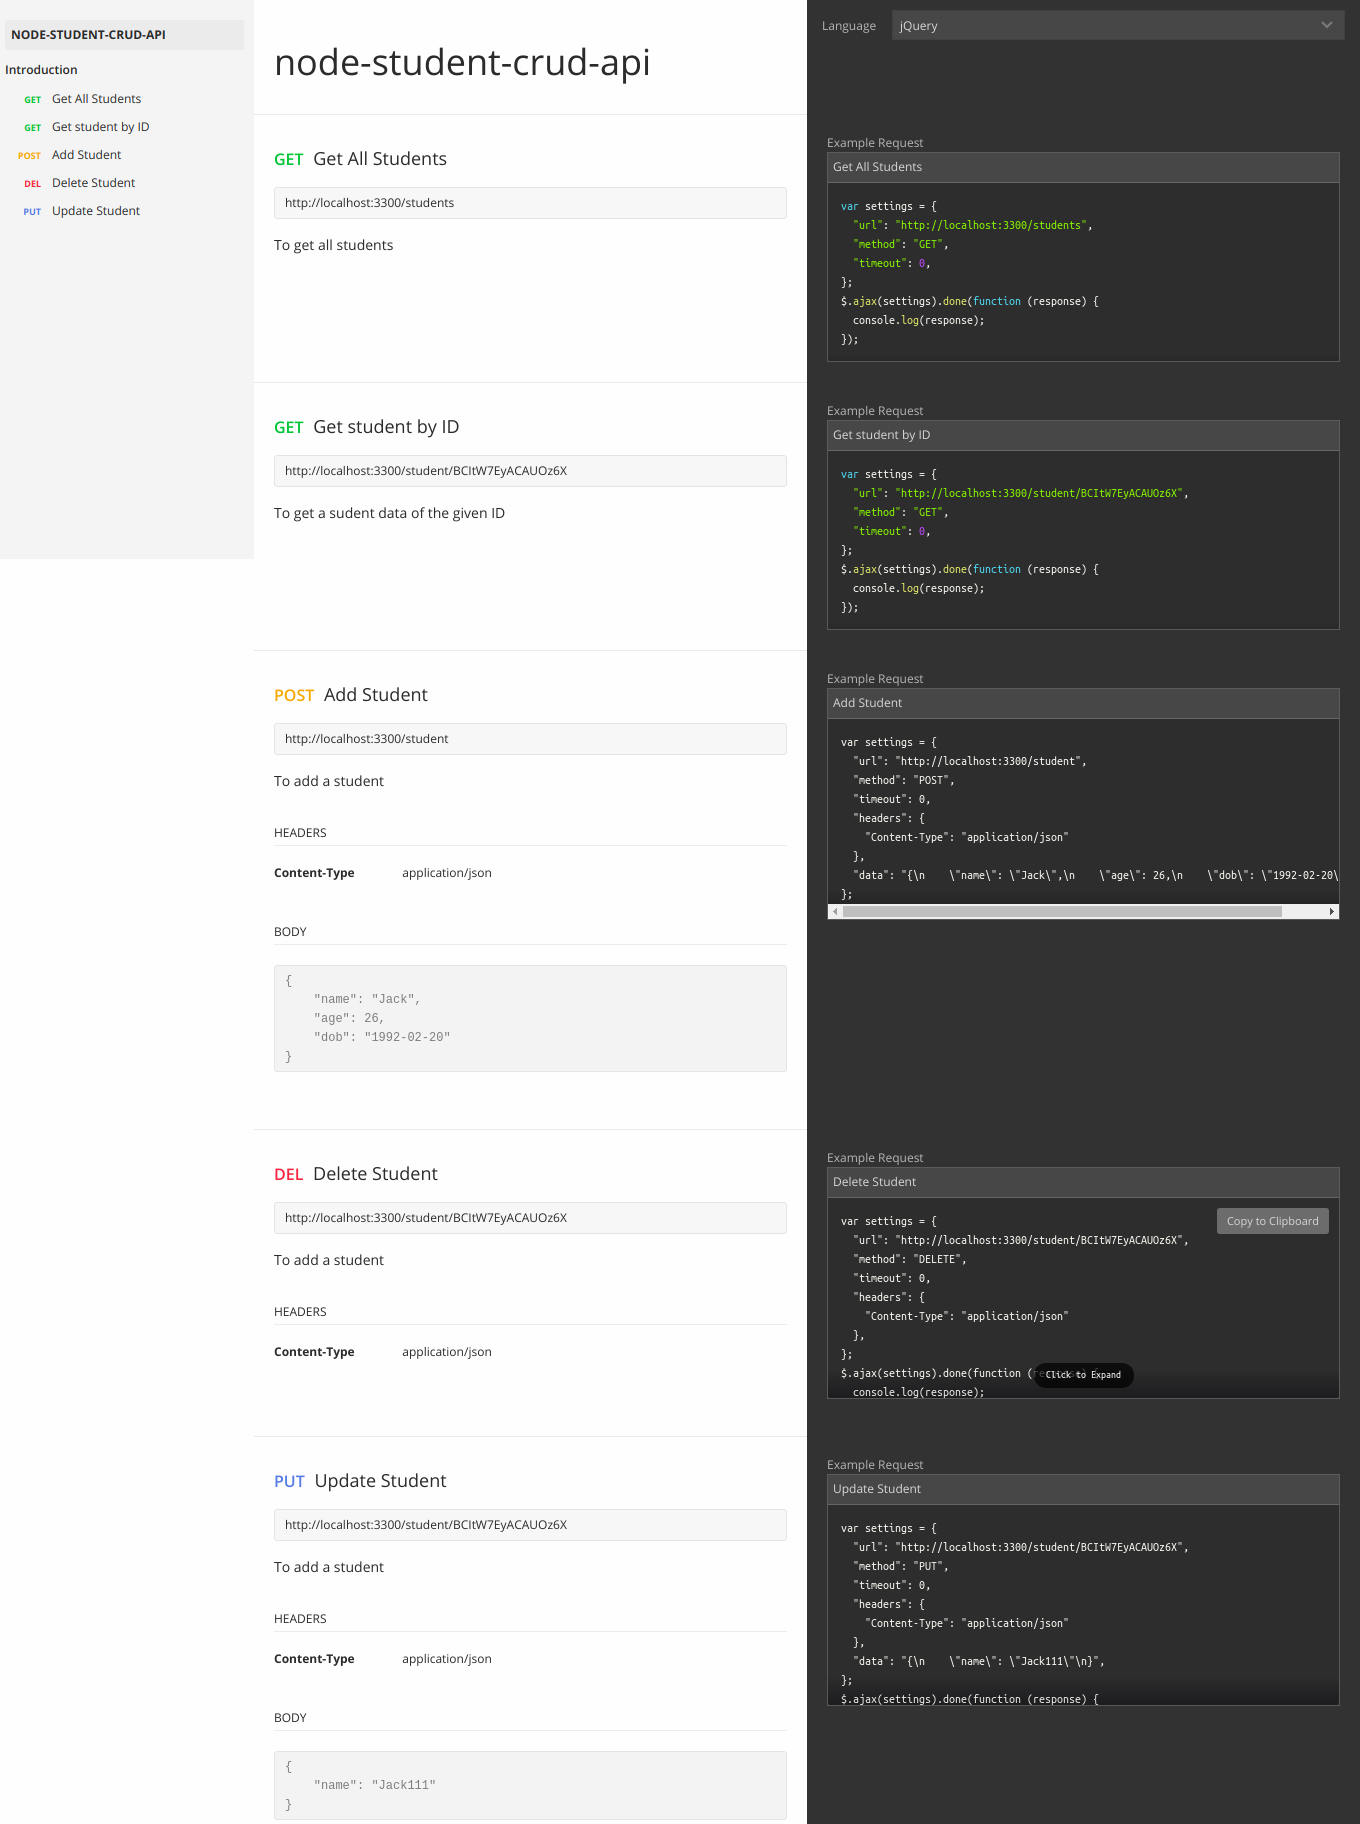 NODE-STUDENT-CRUD-API
Introduction
GET Get All Students
GET Get student by ID
POST Add Student
DEL Delete Student
PUT Update Student
node-student-crud-api
Language jQuery
GET Get All Students
http://localhost:3300/students
To get all students
Example Request
Get All Students
var settings = {
  "url": "http://localhost:3300/students",
  "method": "GET",
  "timeout": 0,
};
$.ajax(settings).done(function (response) {
  console.log(response);
});
GET Get student by ID
http://localhost:3300/student/BCItW7EyACAUOz6X
To get a sudent data of the given ID
Example Request
Get student by ID
var settings = {
  "url": "http://localhost:3300/student/BCItW7EyACAUOz6X",
  "method": "GET",
  "timeout": 0,
};
$.ajax(settings).done(function (response) {
  console.log(response);
});
POST Add Student
http://localhost:3300/student
To add a student
HEADERS
Content-Type application/json
BODY
{
    "name": "Jack",
    "age": 26,
    "dob": "1992-02-20"
}
Example Request
Add Student
var settings = {
  "url": "http://localhost:3300/student",
  "method": "POST",
  "timeout": 0,
  "headers": {
    "Content-Type": "application/json"
  },
  "data": "{\n    \"name\": \"Jack\",\n    \"age\": 26,\n    \"dob\": \"1992-02-20\
};
DEL Delete Student
http://localhost:3300/student/BCItW7EyACAUOz6X
To add a student
HEADERS
Content-Type application/json
Example Request
Delete Student
Copy to Clipboard
var settings = {
  "url": "http://localhost:3300/student/BCItW7EyACAUOz6X",
  "method": "DELETE",
  "timeout": 0,
  "headers": {
    "Content-Type": "application/json"
  },
};
$.ajax(settings).done(function (response) {
Click to Expand
  console.log(response);
PUT Update Student
http://localhost:3300/student/BCItW7EyACAUOz6X
To add a student
HEADERS
Content-Type application/json
BODY
{
    "name": "Jack111"
}
Example Request
Update Student
var settings = {
  "url": "http://localhost:3300/student/BCItW7EyACAUOz6X",
  "method": "PUT",
  "timeout": 0,
  "headers": {
    "Content-Type": "application/json"
  },
  "data": "{\n    \"name\": \"Jack111\"\n}",
};
$.ajax(settings).done(function (response) {